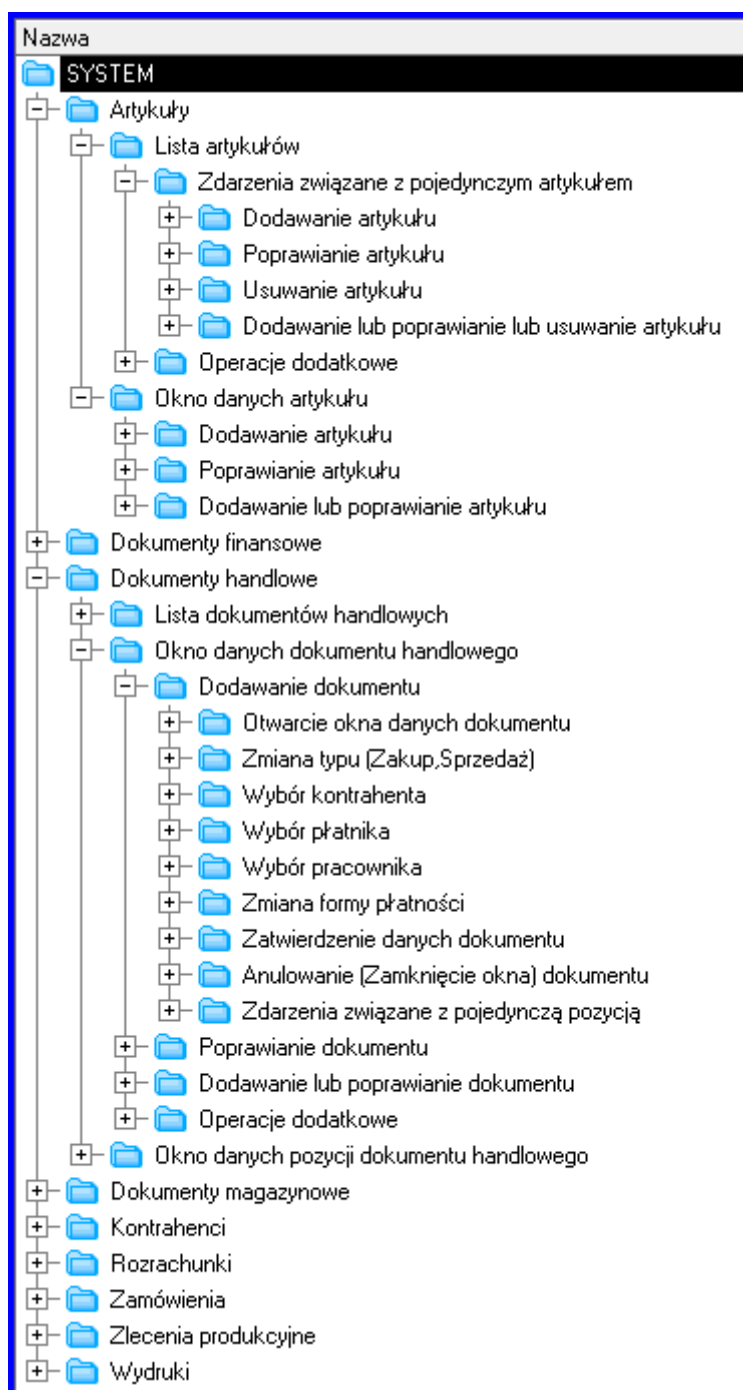 Nazwa
SYSTEM
Artykuły
Lista artykułów
Zdarzenia związane z pojedynczym artykułem
Dodawanie artykułu
Poprawianie artykułu
Usuwanie artykułu
Dodawanie lub poprawianie lub usuwanie artykułu
Operacje dodatkowe
Okno danych artykułu
Dodawanie artykułu
Poprawianie artykułu
Dodawanie lub poprawianie artykułu
Dokumenty finansowe
Dokumenty handlowe
Lista dokumentów handlowych
Okno danych dokumentu handlowego
Dodawanie dokumentu
Otwarcie okna danych dokumentu
Zmiana typu (Zakup,Sprzedaż)
Wybór kontrahenta
Wybór płatnika
Wybór pracownika
Zmiana formy płatności
Zatwierdzenie danych dokumentu
Anulowanie (Zamknięcie okna) dokumentu
Zdarzenia związane z pojedynczą pozycją
Poprawianie dokumentu
Dodawanie lub poprawianie dokumentu
Operacje dodatkowe
Okno danych pozycji dokumentu handlowego
Dokumenty magazynowe
Kontrahenci
Rozrachunki
Zamówienia
Zlecenia produkcyjne
Wydruki